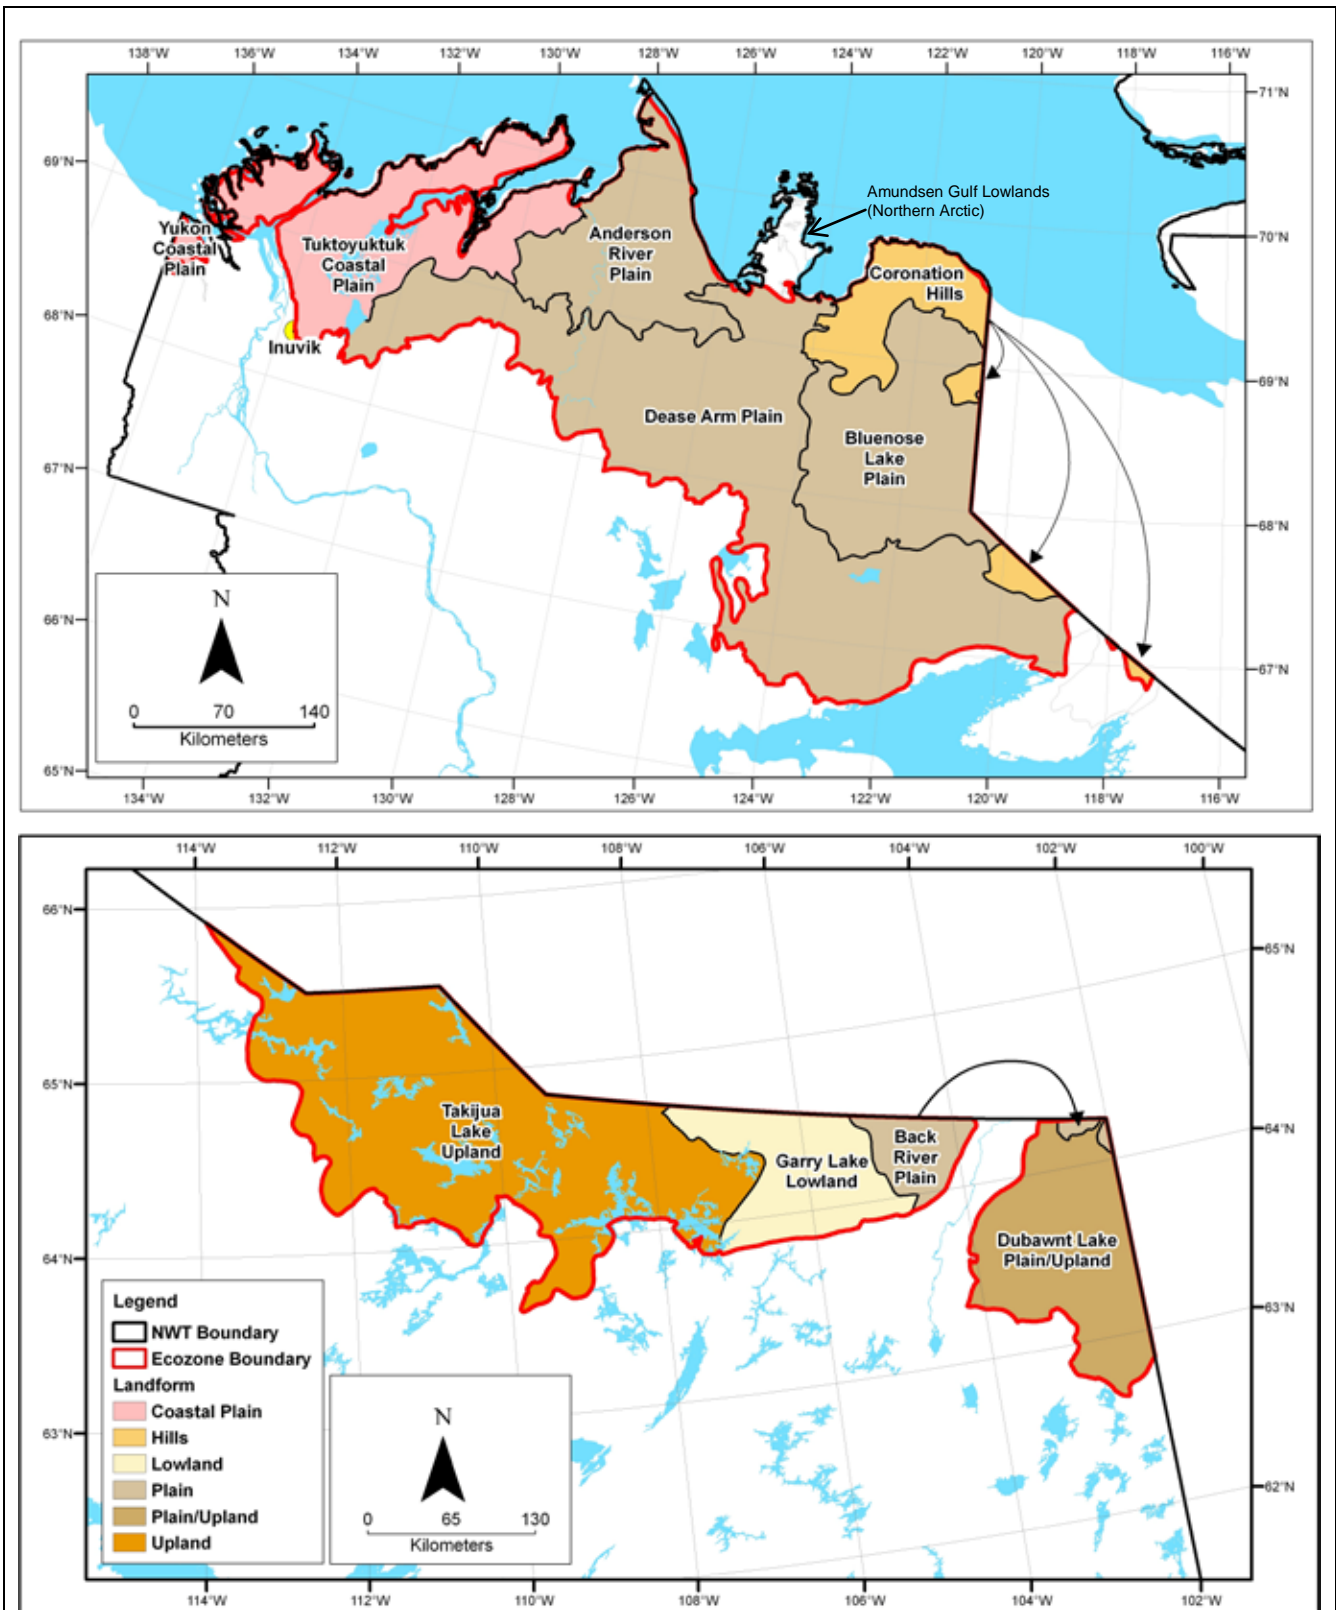 138°W 136°W 134°W 132°W 130°W 128°W 126°W 124°W 122°W 120°W 118°W 116°W
71°N
69°N
Amundsen Gulf Lowlands
(Northern Arctic)
Yukon
Coastal
Plain
Tuktoyuktuk
Coastal
Plain
Anderson
River
Plain
70°N
Coronation
Hills
68°N
Inuvik
69°N
Dease Arm Plain
Bluenose
Lake
Plain
67°N
68°N
N
66°N
67°N
0 70 140
Kilometers
65°N
134°W 132°W 130°W 128°W 126°W 124°W 122°W 120°W 118°W 116°W
114°W 112°W 110°W 108°W 106°W 104°W 102°W 100°W
66°N
65°N
65°N
Takijua
Lake
Upland
64°N
Back
River
Plain
Garry Lake
Lowland
Dubawnt Lake
Plain/Upland
64°N
63°N
Legend
NWT Boundary
Ecozone Boundary
Landform
Coastal Plain
Hills
Lowland
Plain
Plain/Upland
Upland
63°N
N
62°N
0 65 130
Kilometers
114°W 112°W 110°W 108°W 106°W 104°W 102°W